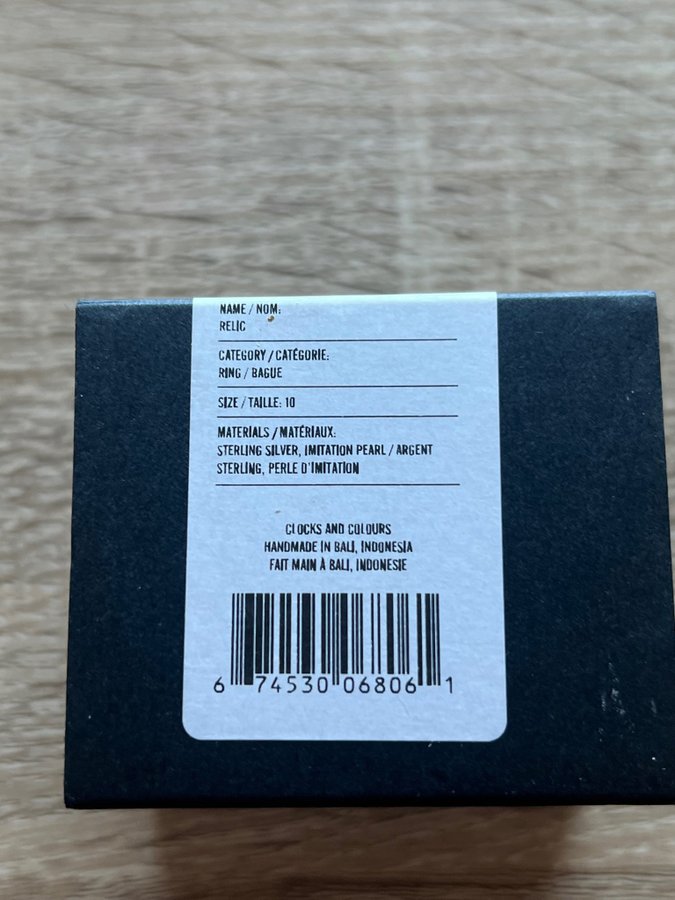 NAME / NOM:
RELIC
CATEGORY / CATÉGORIE:
RING / BAGUE
SIZE / TAILLE: 10
MATERIALS / MATÉRIAUX:
STERLING SILVER, IMITATION PEARL / ARGENT
STERLING, PERLE D'IMITATION
CLOCKS AND COLOURS
HANDMADE IN BALI, INDONESIA
FAIT MAIN À BALI, INDONESIE
6 74530 06806 1